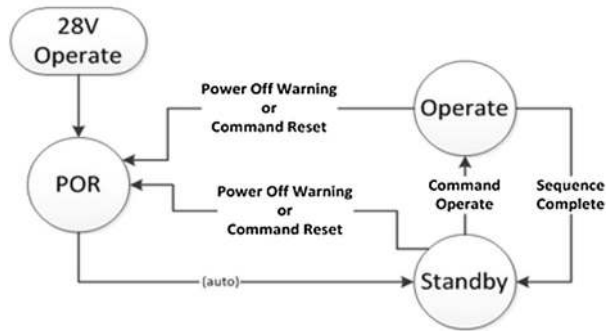 28V
Operate
Power Off Warning
or
Command Reset
Operate
POR
Power Off Warning
or
Command Reset
Command
Operate
Sequence
Complete
(auto)
Standby